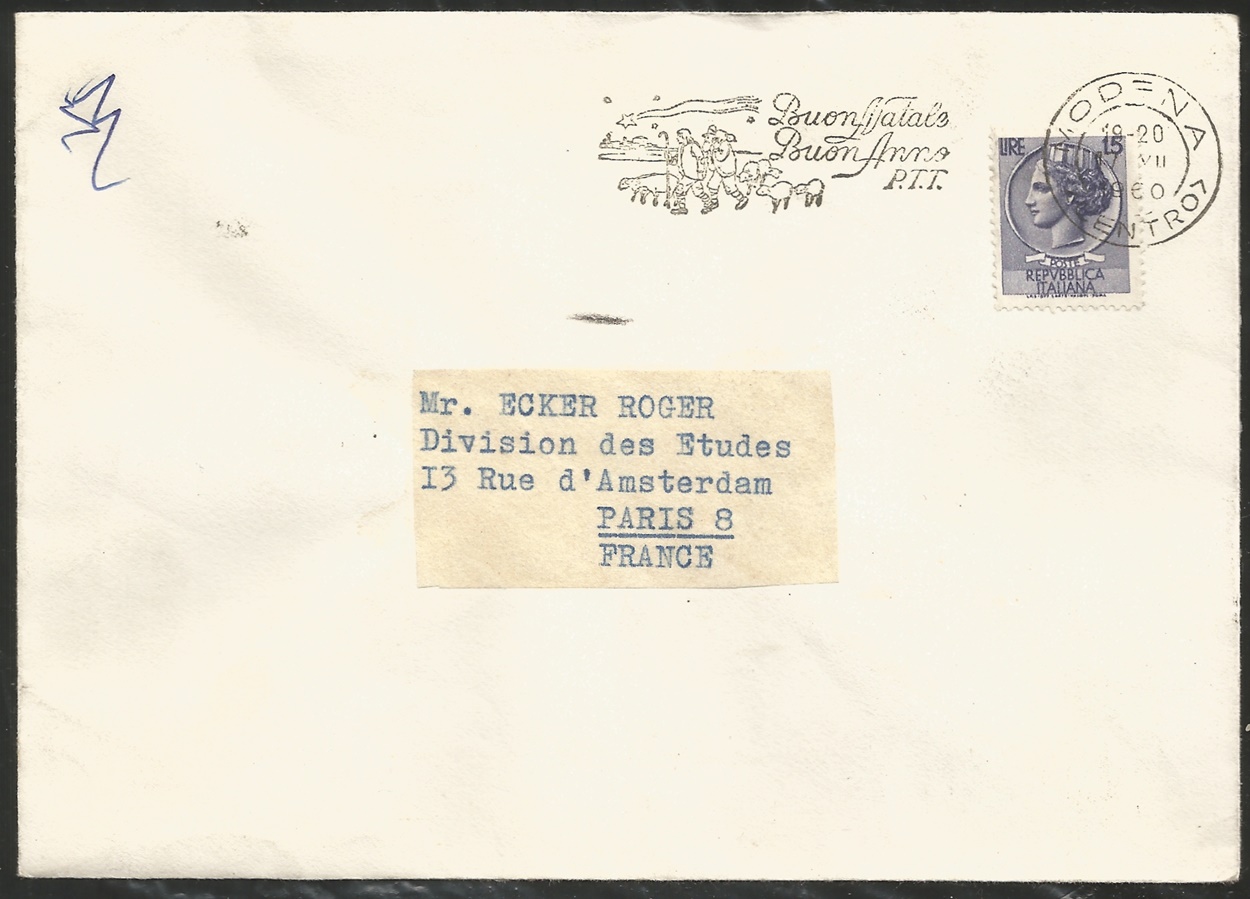 Buon Natale
Buon Anno
P.T.T.
MODENA
19-20
XII
1960
CENTRO
LIRE 15
POSTE
REPVBBLICA
ITALIANA
Mr. ECKER ROGER
Division des Etudes
13 Rue d'Amsterdam
PARIS 8
FRANCE